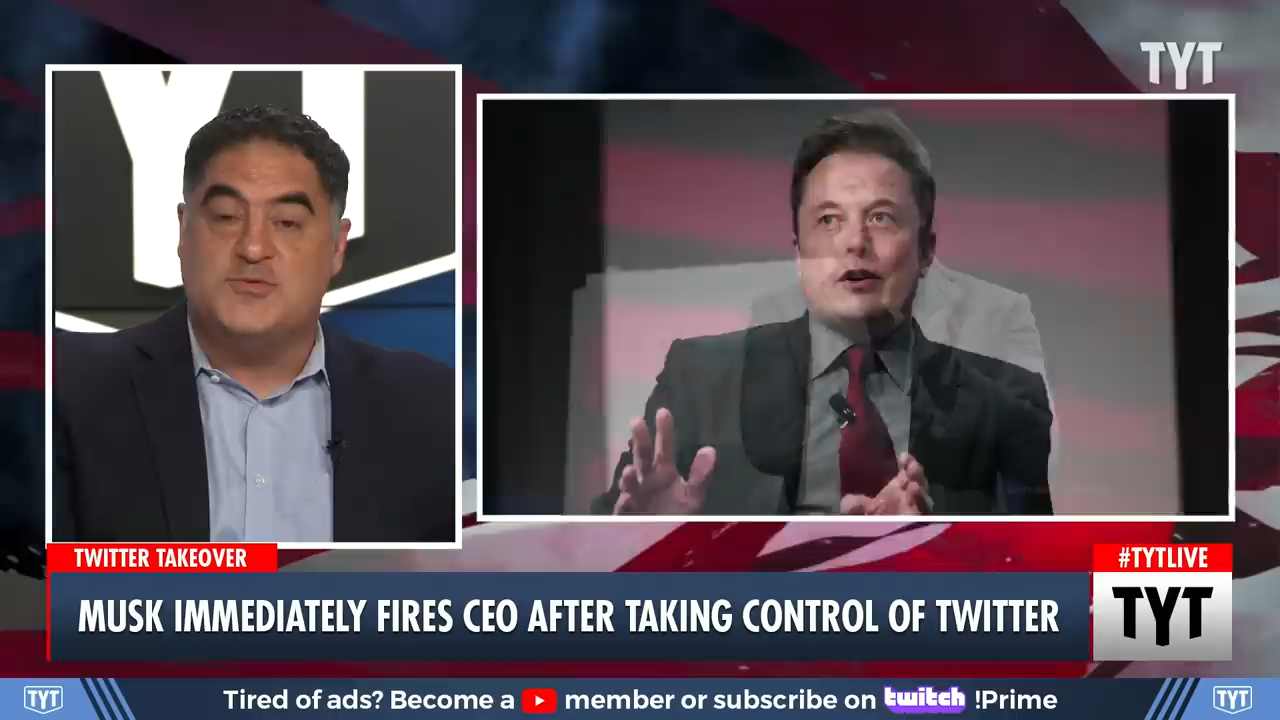 TYT
YT
TWITTER TAKEOVER
#TYTLIVE
MUSK IMMEDIATELY FIRES CEO AFTER TAKING CONTROL OF TWITTER
TYT
TYT
Tired of ads? Become a member or subscribe on twitch !Prime
TYT